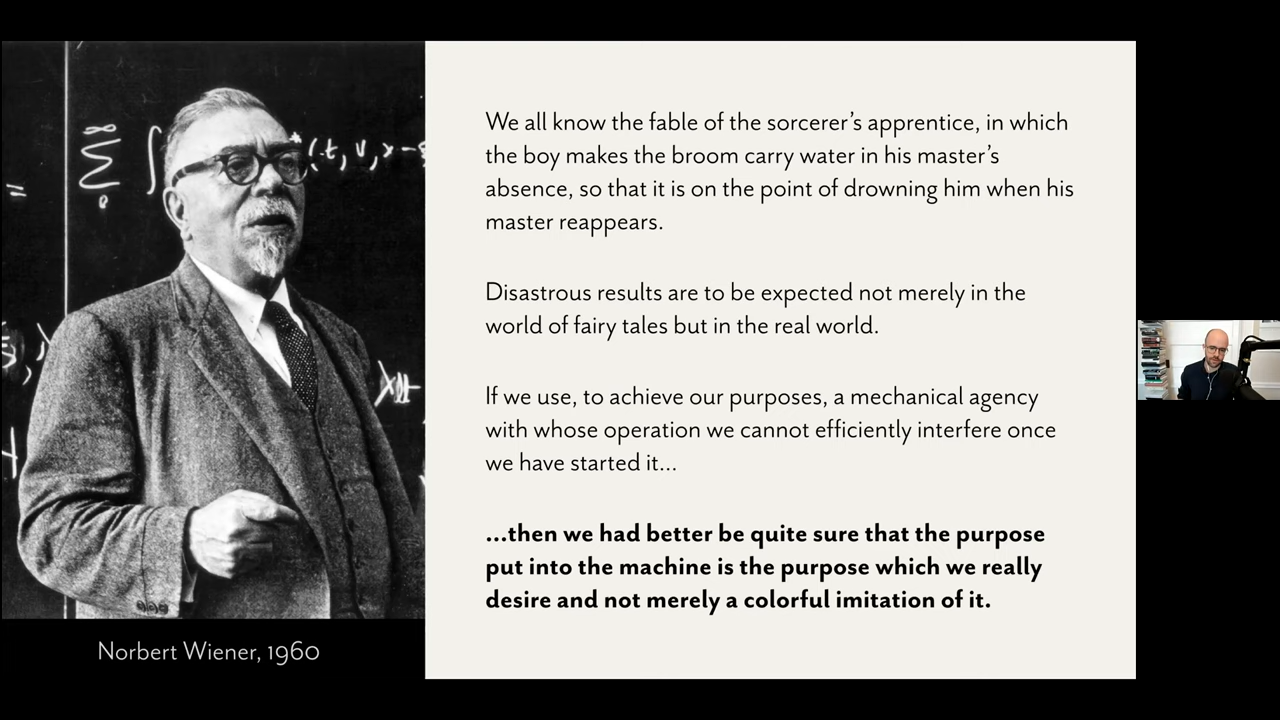 We all know the fable of the sorcerer’s apprentice, in which
the boy makes the broom carry water in his master’s
absence, so that it is on the point of drowning him when his
master reappears.
Disastrous results are to be expected not merely in the
world of fairy tales but in the real world.
If we use, to achieve our purposes, a mechanical agency
with whose operation we cannot efficiently interfere once
we have started it...
...then we had better be quite sure that the purpose
put into the machine is the purpose which we really
desire and not merely a colorful imitation of it.
Norbert Wiener, 1960